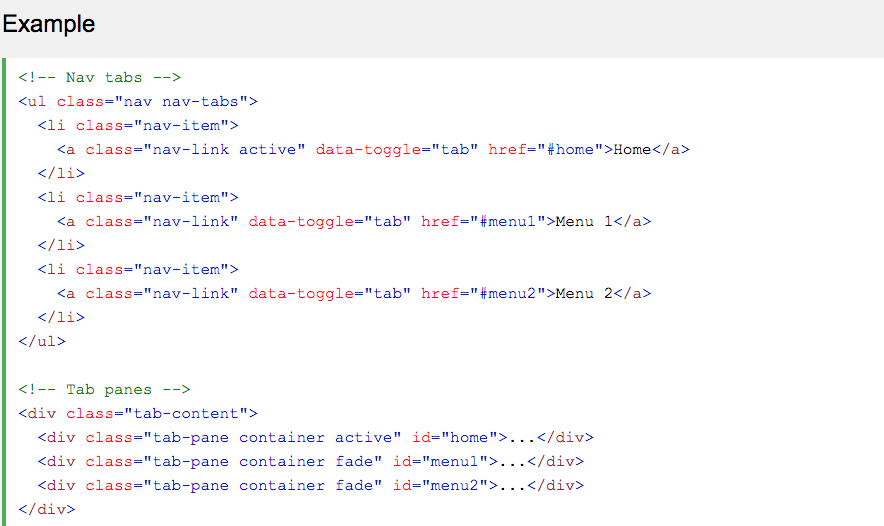 Example
<!-- Nav tabs -->
<ul class="nav nav-tabs">
  <li class="nav-item">
    <a class="nav-link active" data-toggle="tab" href="#home">Home</a>
  </li>
  <li class="nav-item">
    <a class="nav-link" data-toggle="tab" href="#menu1">Menu 1</a>
  </li>
  <li class="nav-item">
    <a class="nav-link" data-toggle="tab" href="#menu2">Menu 2</a>
  </li>
</ul>

<!-- Tab panes -->
<div class="tab-content">
  <div class="tab-pane container active" id="home">...</div>
  <div class="tab-pane container fade" id="menu1">...</div>
  <div class="tab-pane container fade" id="menu2">...</div>
</div>